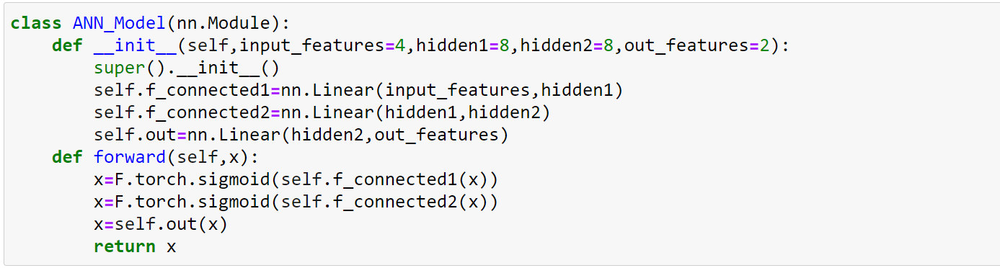 class ANN_Model(nn.Module):
    def __init__(self,input_features=4,hidden1=8,hidden2=8,out_features=2):
        super().__init__()
        self.f_connected1=nn.Linear(input_features,hidden1)
        self.f_connected2=nn.Linear(hidden1,hidden2)
        self.out=nn.Linear(hidden2,out_features)
    def forward(self,x):
        x=F.torch.sigmoid(self.f_connected1(x))
        x=F.torch.sigmoid(self.f_connected2(x))
        x=self.out(x)
        return x